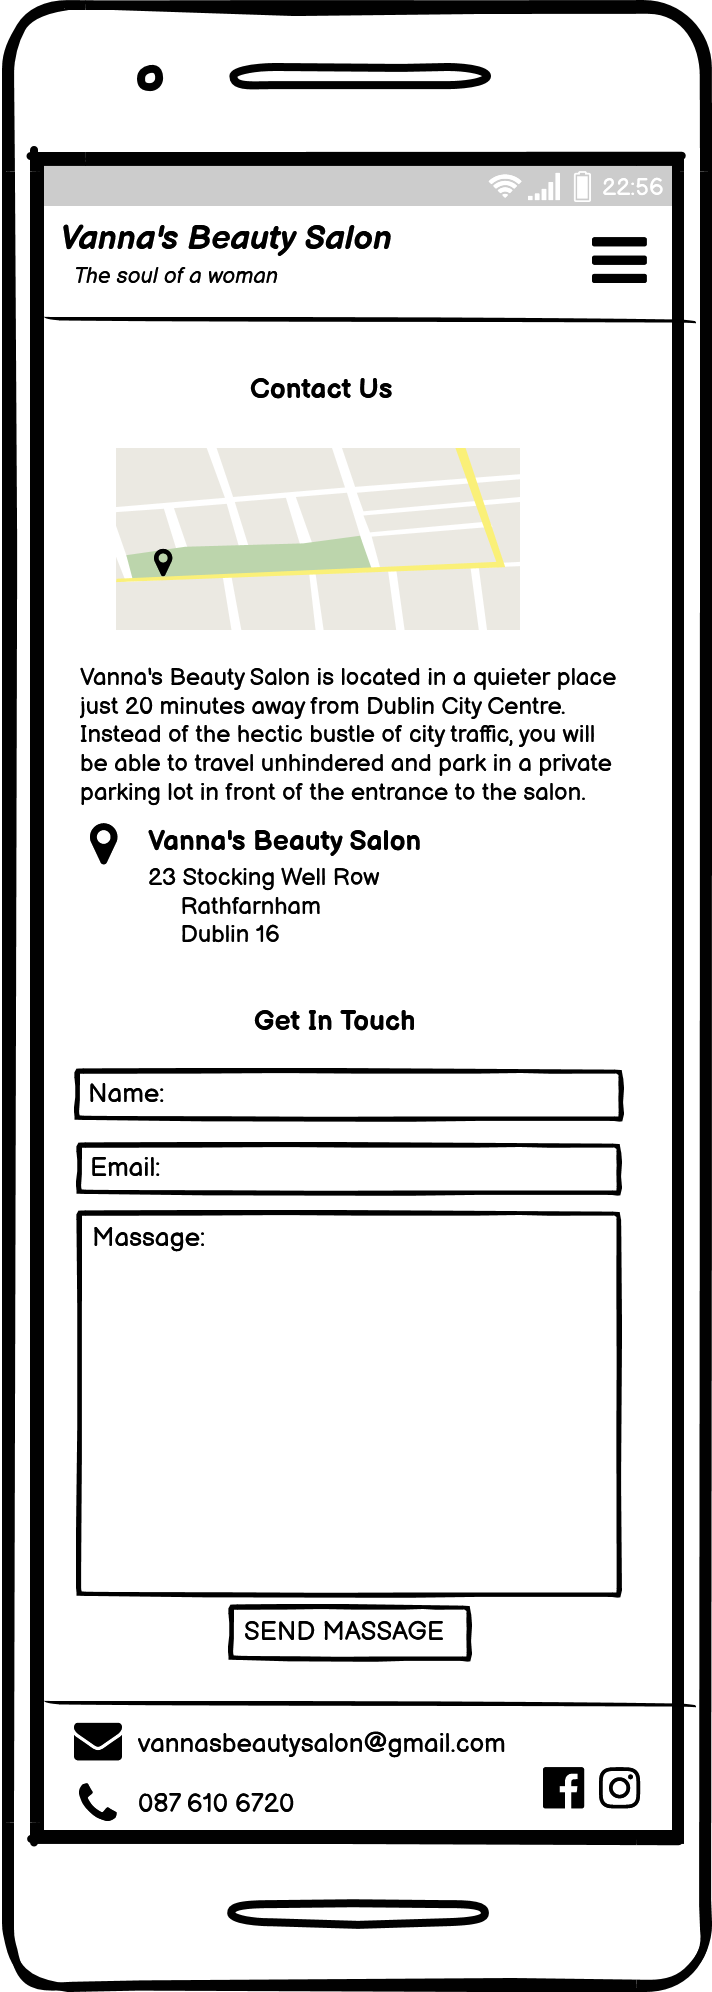 22:56
Vanna's Beauty Salon
The soul of a woman
Contact Us
Vanna's Beauty Salon is located in a quieter place
just 20 minutes away from Dublin City Centre.
Instead of the hectic bustle of city traffic, you will
be able to travel unhindered and park in a private
parking lot in front of the entrance to the salon.
Vanna's Beauty Salon
23 Stocking Well Row
Rathfarnham
Dublin 16
Get In Touch
Name:
Email:
Massage:
SEND MASSAGE
vannasbeautysalon@gmail.com
087 610 6720